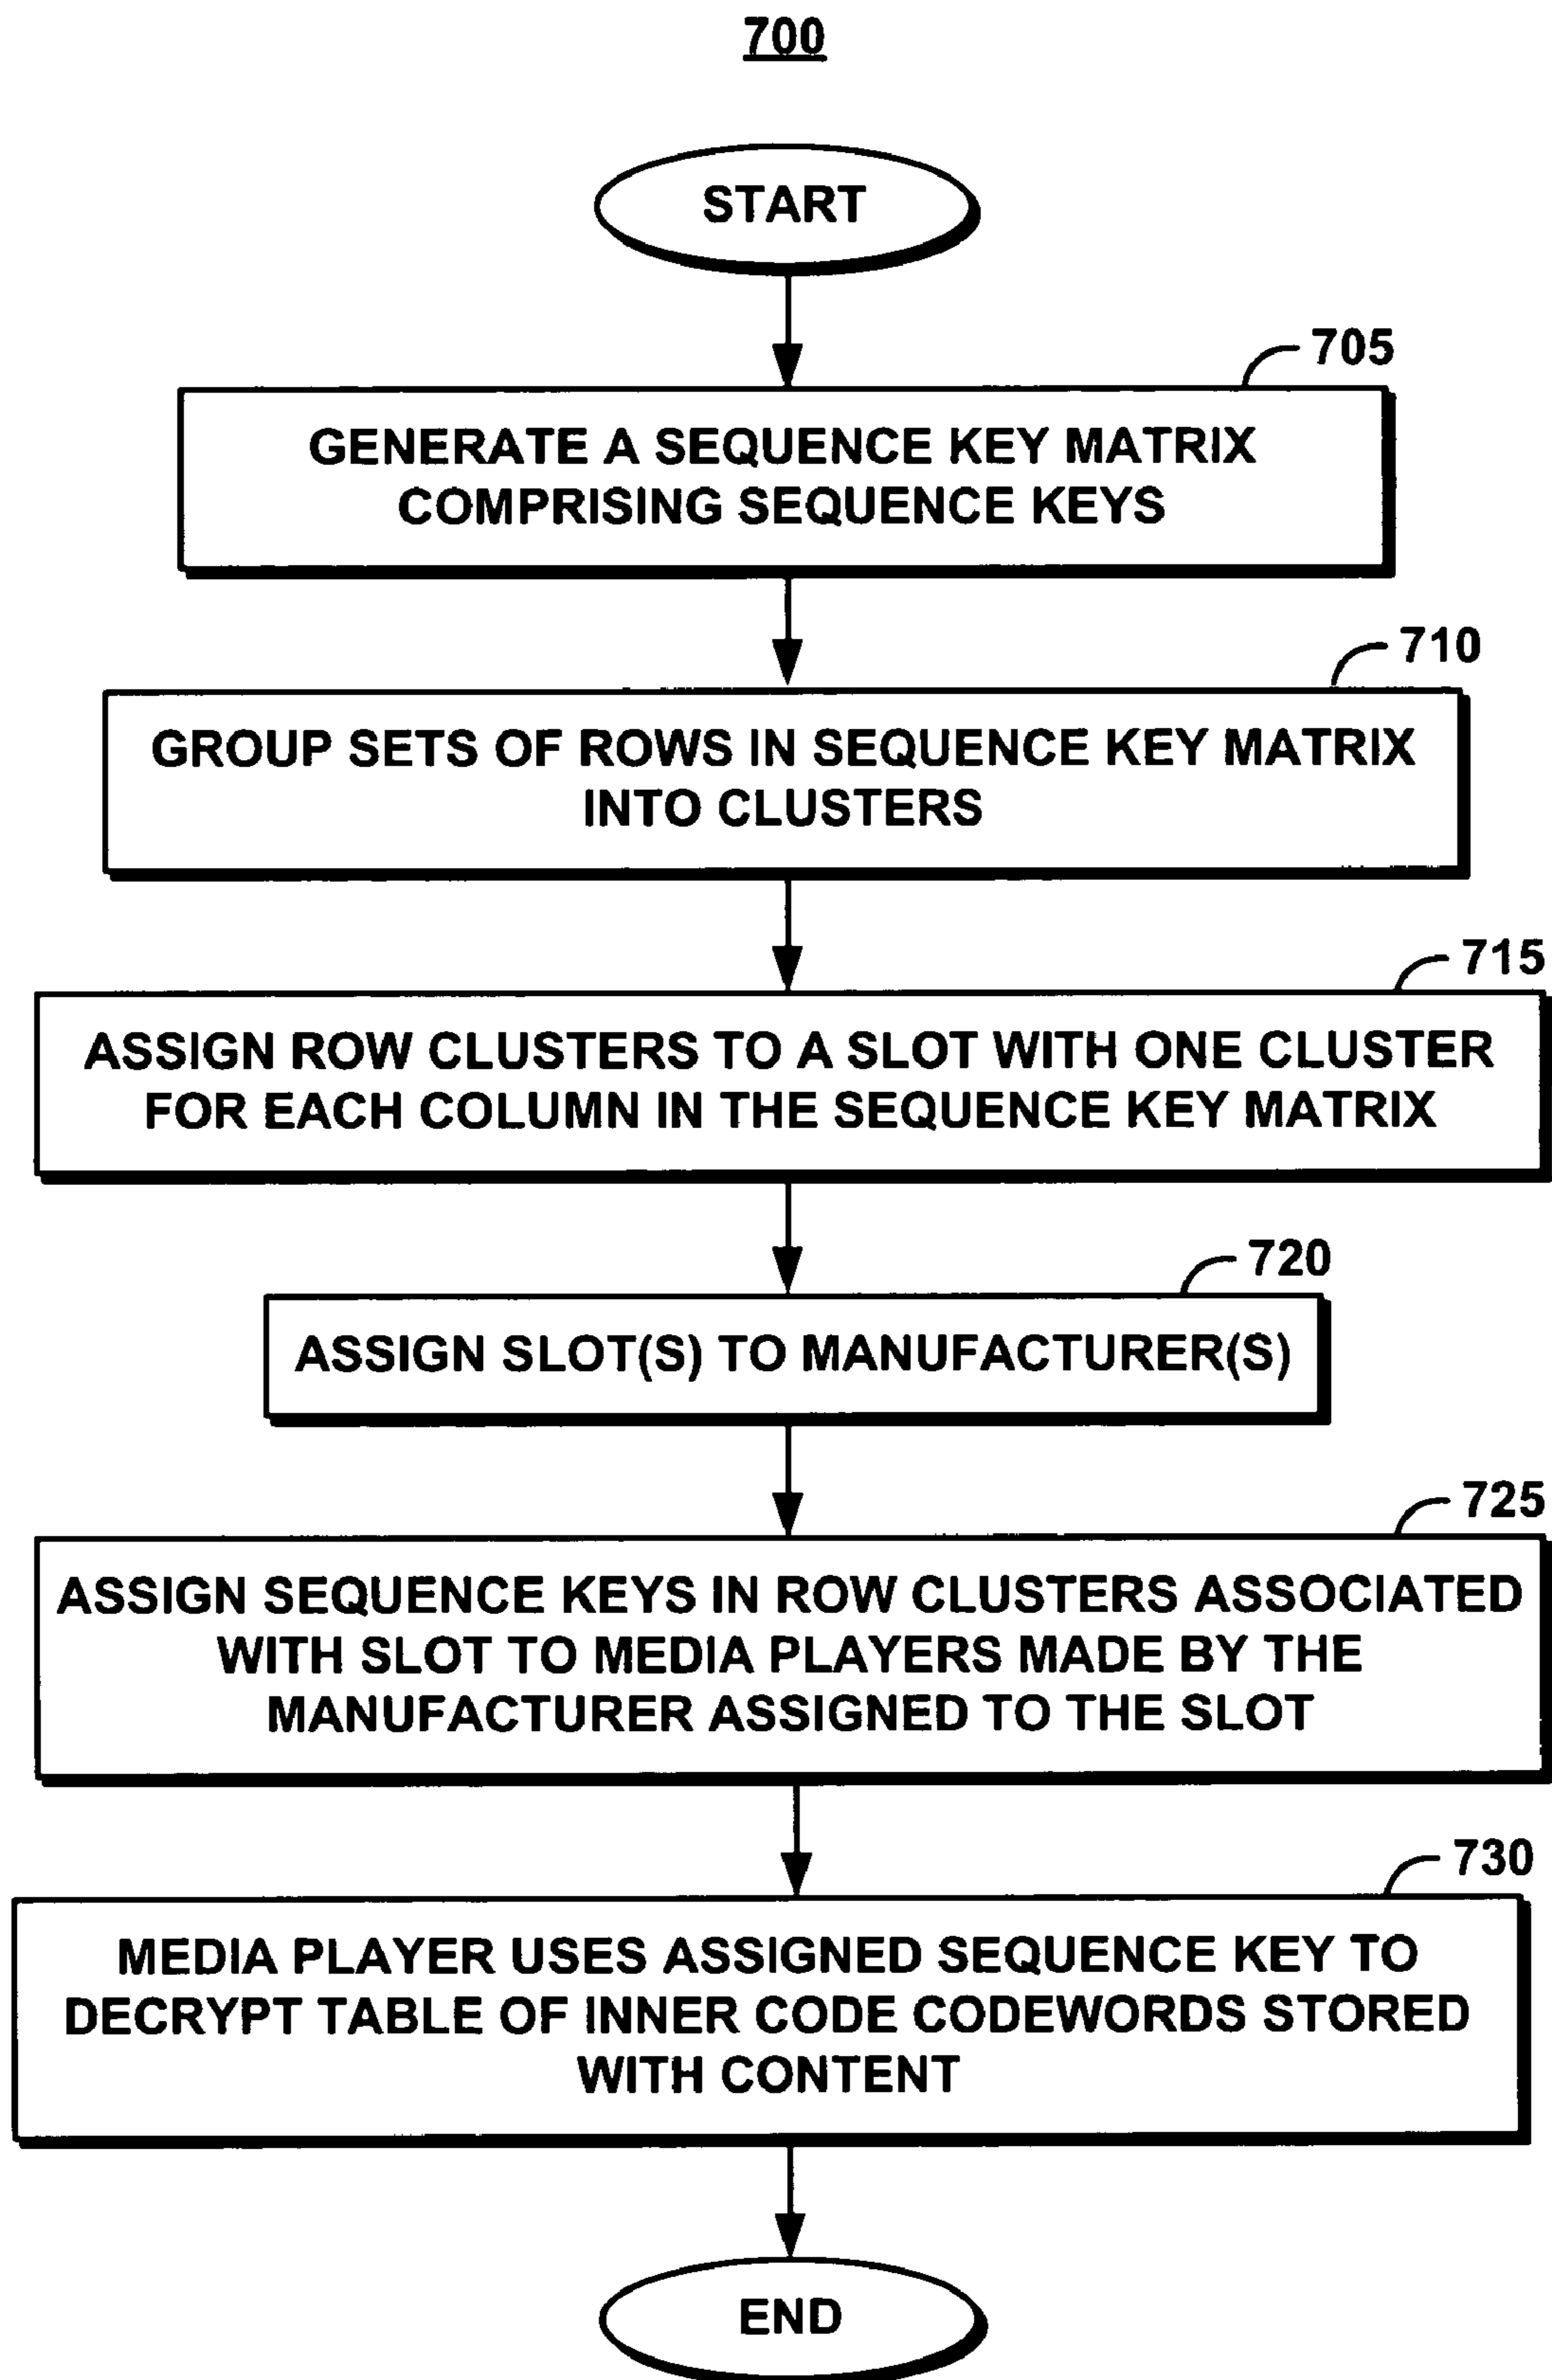 700
START
705
GENERATE A SEQUENCE KEY MATRIX
COMPRISING SEQUENCE KEYS
710
GROUP SETS OF ROWS IN SEQUENCE KEY MATRIX
INTO CLUSTERS
715
ASSIGN ROW CLUSTERS TO A SLOT WITH ONE CLUSTER
FOR EACH COLUMN IN THE SEQUENCE KEY MATRIX
720
ASSIGN SLOT(S) TO MANUFACTURER(S)
725
ASSIGN SEQUENCE KEYS IN ROW CLUSTERS ASSOCIATED
WITH SLOT TO MEDIA PLAYERS MADE BY THE
MANUFACTURER ASSIGNED TO THE SLOT
730
MEDIA PLAYER USES ASSIGNED SEQUENCE KEY TO
DECRYPT TABLE OF INNER CODE CODEWORDS STORED
WITH CONTENT
END